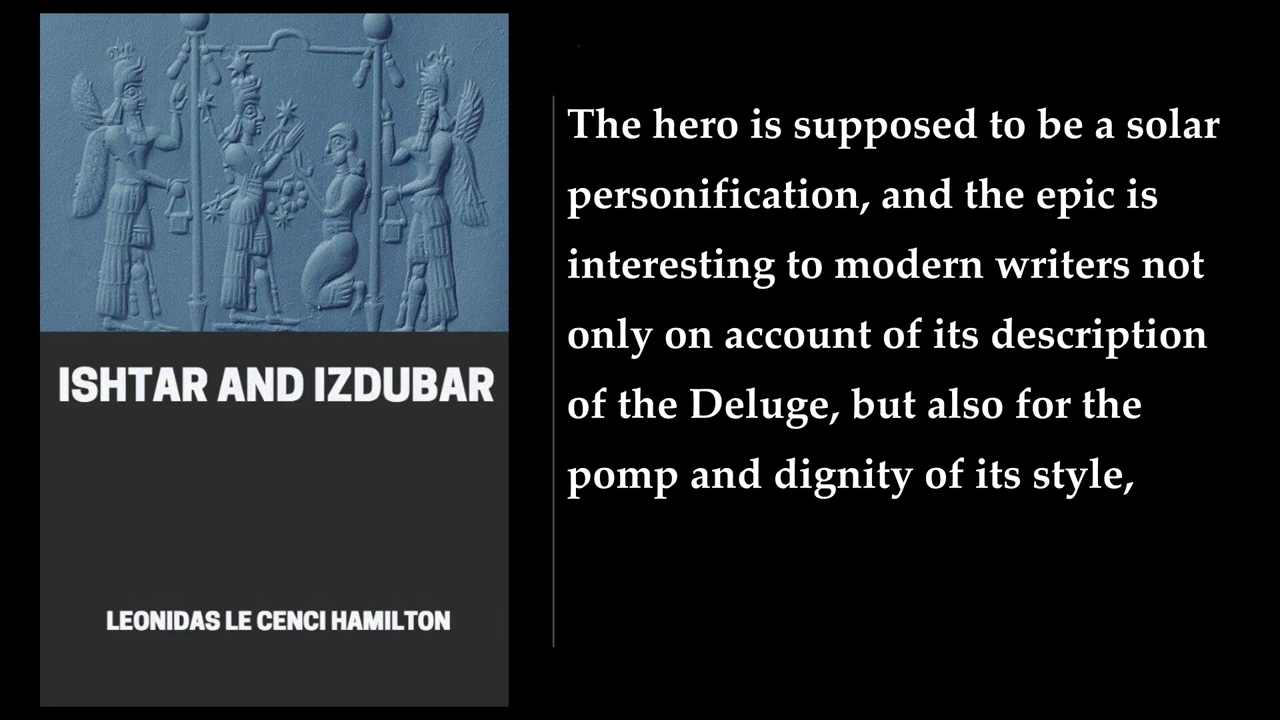 ISHTAR AND IZDUBAR
LEONIDAS LE CENCI HAMILTON
The hero is supposed to be a solar
personification, and the epic is
interesting to modern writers not
only on account of its description
of the Deluge, but also for the
pomp and dignity of its style,